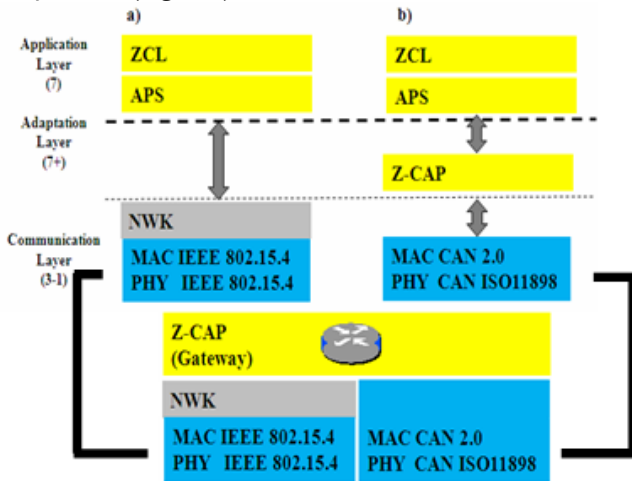 a)
b)
Application
Layer
(7)
ZCL
APS
ZCL
APS
Adaptation
Layer
(7+)
Z-CAP
Communication
Layer
(3-1)
NWK
MAC IEEE 802.15.4
PHY IEEE 802.15.4
MAC CAN 2.0
PHY CAN ISO11898
Z-CAP
(Gateway)
NWK
MAC IEEE 802.15.4
PHY IEEE 802.15.4
MAC CAN 2.0
PHY CAN ISO11898